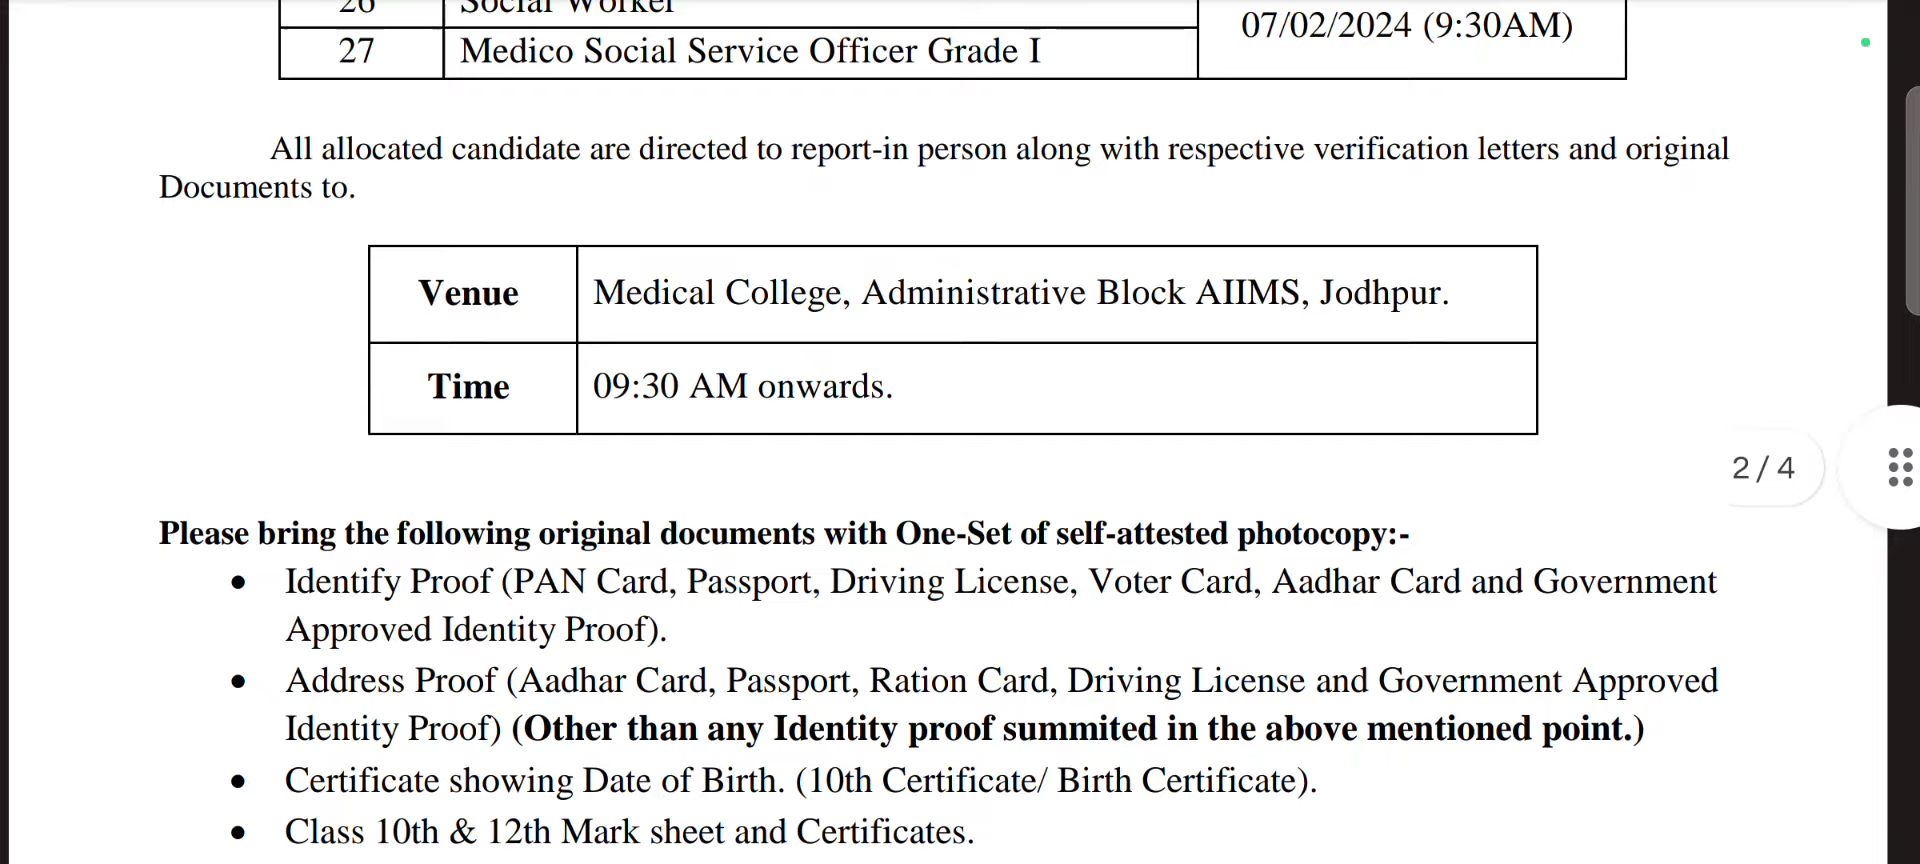 26 Social Worker
07/02/2024 (9:30AM)
27 Medico Social Service Officer Grade I
All allocated candidate are directed to report-in person along with respective verification letters and original
Documents to.
Venue Medical College, Administrative Block AIIMS, Jodhpur.
Time 09:30 AM onwards.
2 / 4
Please bring the following original documents with One-Set of self-attested photocopy:-
• Identify Proof (PAN Card, Passport, Driving License, Voter Card, Aadhar Card and Government
Approved Identity Proof).
• Address Proof (Aadhar Card, Passport, Ration Card, Driving License and Government Approved
Identity Proof) (Other than any Identity proof summited in the above mentioned point.)
• Certificate showing Date of Birth. (10th Certificate/ Birth Certificate).
• Class 10th & 12th Mark sheet and Certificates.